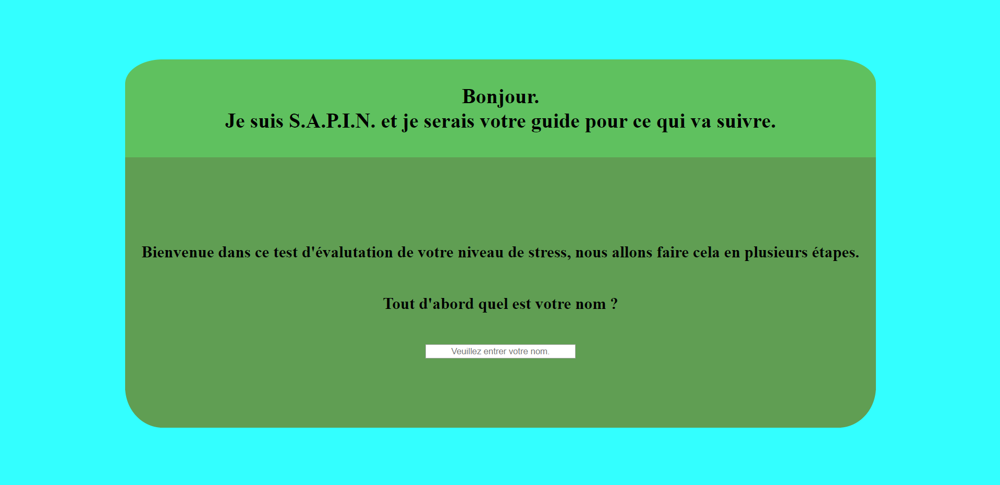 Bonjour.
Je suis S.A.P.I.N. et je serais votre guide pour ce qui va suivre.
Bienvenue dans ce test d'évalutation de votre niveau de stress, nous allons faire cela en plusieurs étapes.
Tout d'abord quel est votre nom ?
Veuillez entrer votre nom.